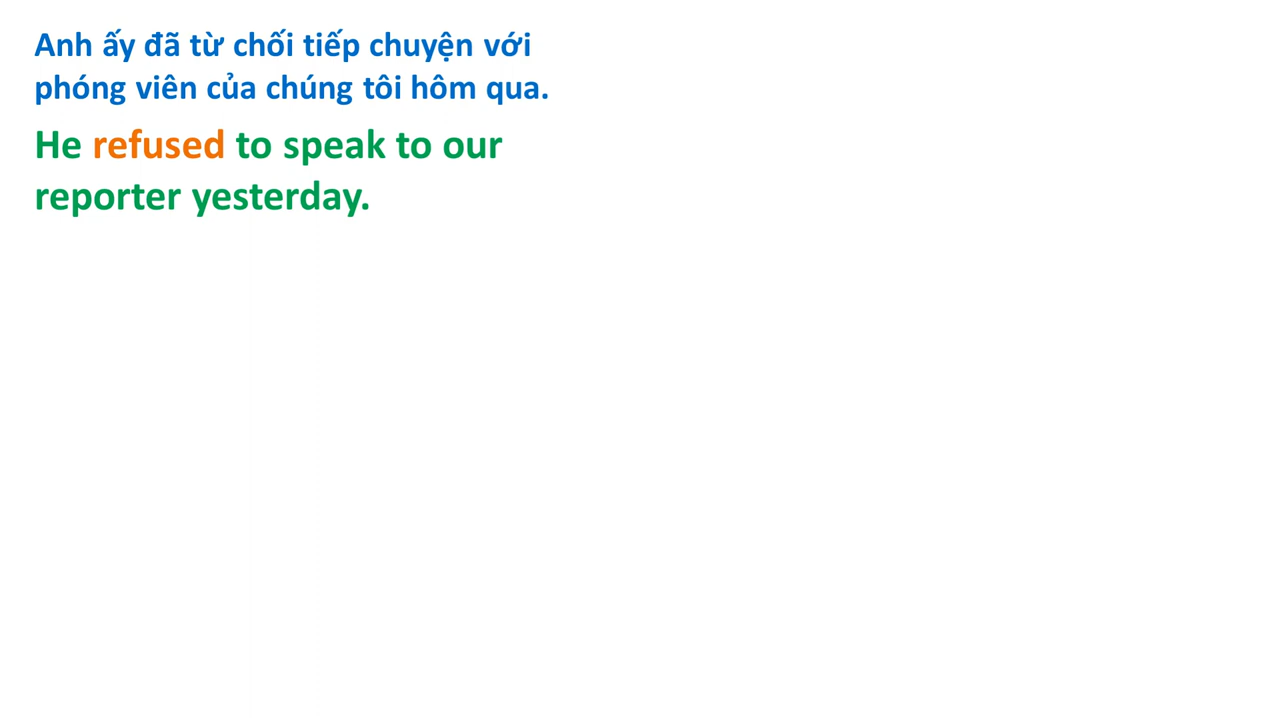 Anh ấy đã từ chối tiếp chuyện với
phóng viên của chúng tôi hôm qua.
He refused to speak to our
reporter yesterday.